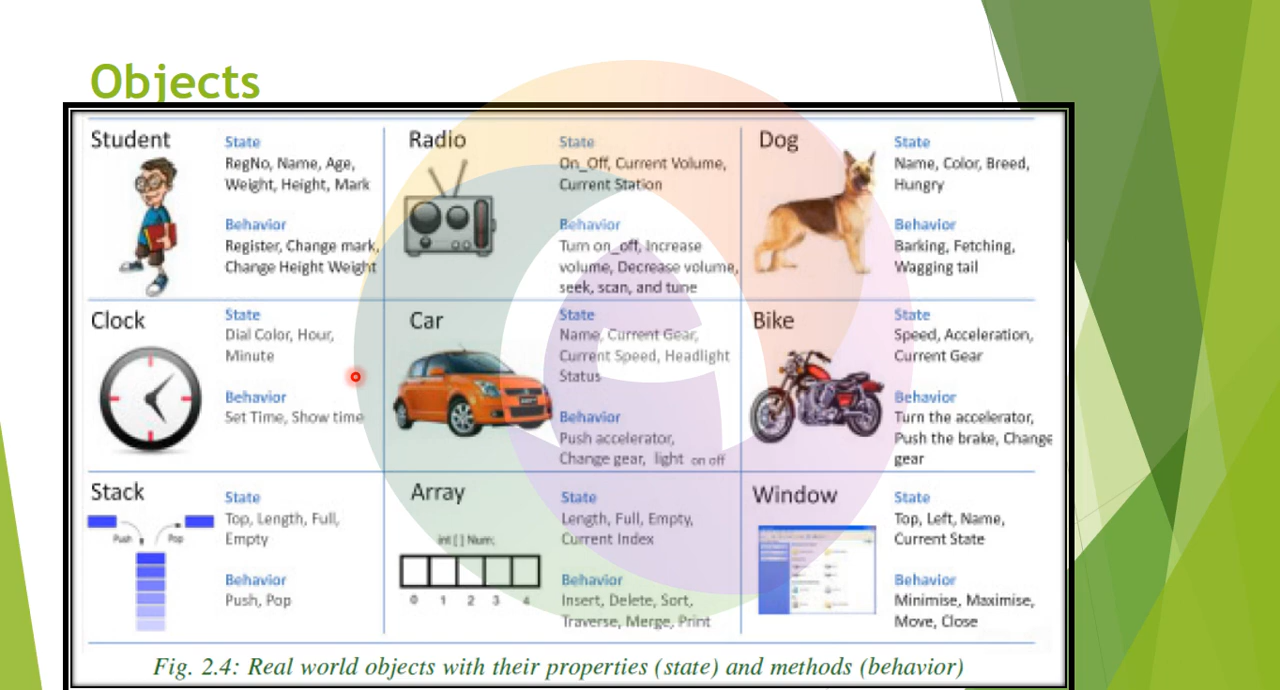 Objects
Student
State
RegNo, Name, Age,
Weight, Height, Mark
Behavior
Register, Change mark,
Change Height Weight
Radio
State
On_Off, Current Volume,
Current Station
Behavior
Turn on_off, Increase
volume, Decrease volume,
seek, scan, and tune
Dog
State
Name, Color, Breed,
Hungry
Behavior
Barking, Fetching,
Wagging tail
Clock
State
Dial Color, Hour,
Minute
Behavior
Set Time, Show time
Car
State
Name, Current Gear,
Current Speed, Headlight
Status
Behavior
Push accelerator,
Change gear, light on off
Bike
State
Speed, Acceleration,
Current Gear
Behavior
Turn the accelerator,
Push the brake, Change
gear
Stack
Push Pop
State
Top, Length, Full,
Empty
Behavior
Push, Pop
Array
int [ ] Num;
0 1 2 3 4
State
Length, Full, Empty,
Current Index
Behavior
Insert, Delete, Sort,
Traverse, Merge, Print
Window
State
Top, Left, Name,
Current State
Behavior
Minimise, Maximise,
Move, Close
Fig. 2.4: Real world objects with their properties (state) and methods (behavior)